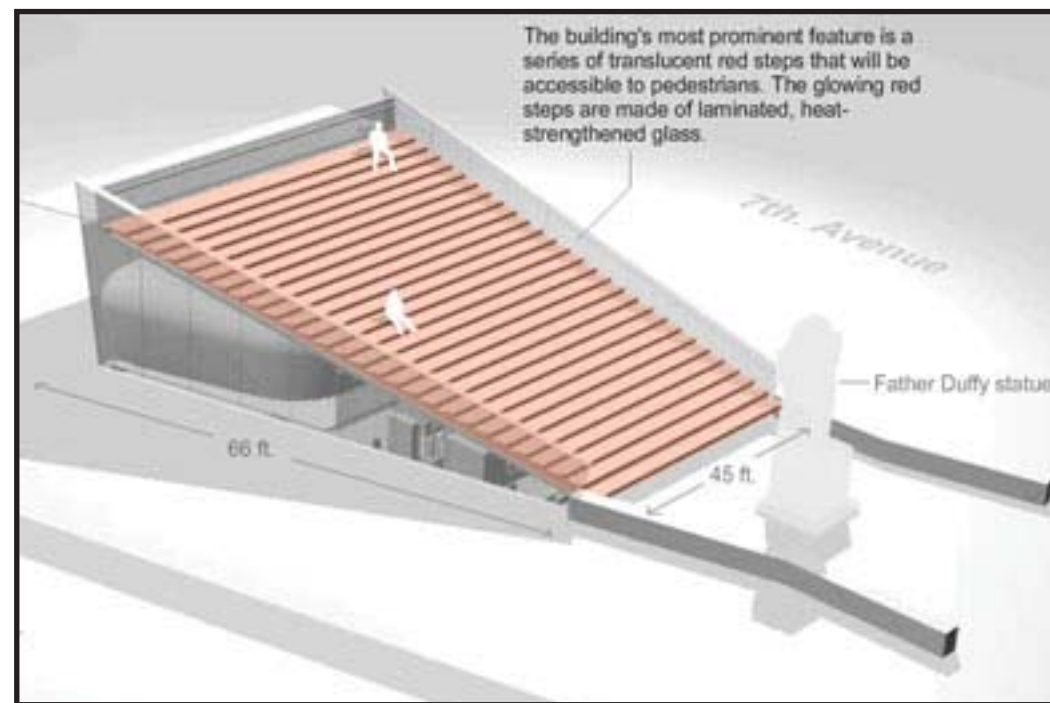 The building's most prominent feature is a
series of translucent red steps that will be
accessible to pedestrians. The glowing red
steps are made of laminated, heat-
strengthened glass.
7th. Avenue
Father Duffy statue
66 ft.
45 ft.